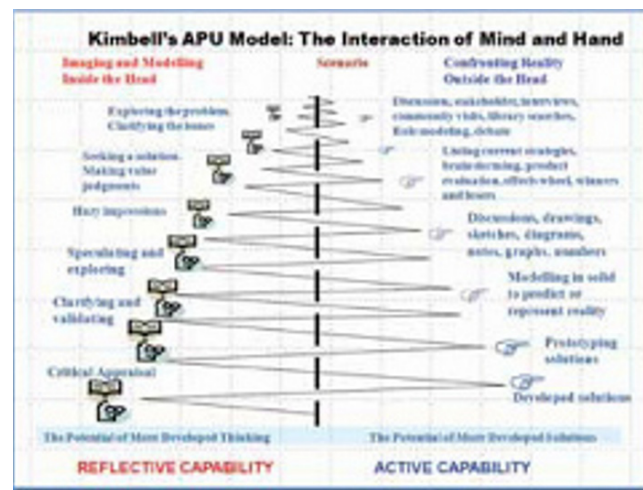 Kimbell's APU Model: The Interaction of Mind and Hand
Imaging and Modelling
Inside the Head
Scenario
Confronting Reality
Outside the Head
Exploring the problem.
Clarifying the issues
Discussion, stakeholder, interviews,
community visits, library searches,
Role modeling, debate
Seeking a solution.
Making value
judgments
Listing current strategies,
brainstorming, product
evaluation, effects wheel, winners
and losers
Hazy impressions
Discussions, drawings,
sketches, diagrams,
notes, graphs, numbers
Speculating and
exploring
Modelling in solid
to predict or
represent reality
Clarifying and
validating
Prototyping
solutions
Critical Appraisal
Developed solutions
The Potential of More Developed Thinking
The Potential of More Developed Solutions
REFLECTIVE CAPABILITY
ACTIVE CAPABILITY